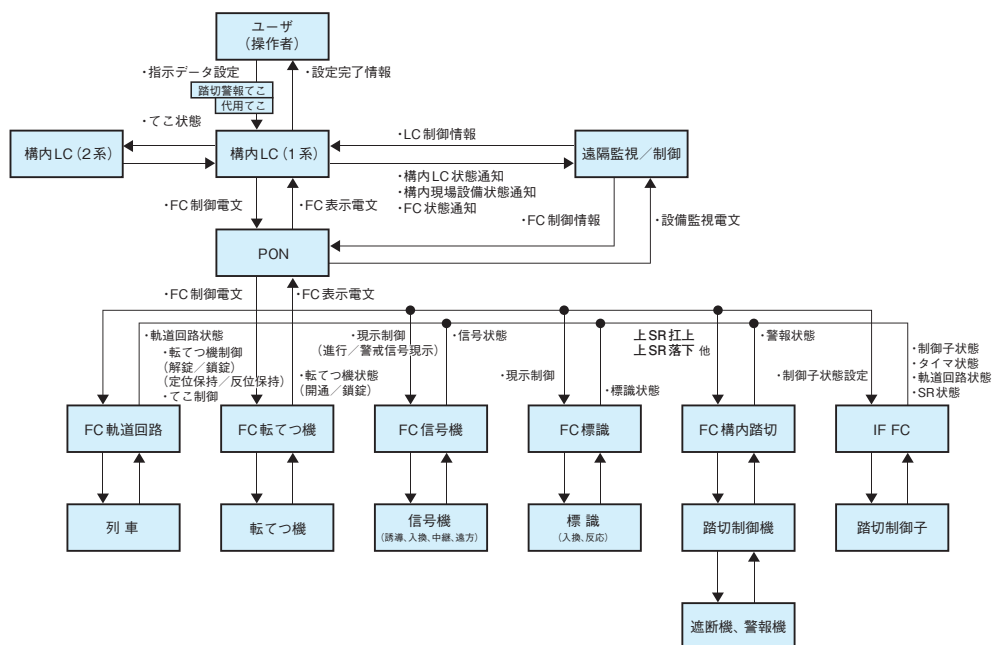 ユーザ
(操作者)
・指示データ設定
・設定完了情報
踏切警報てこ
代用てこ
・てこ状態
・LC制御情報
構内LC(2系)
構内LC(1系)
遠隔監視/制御
・構内LC状態通知
・構内現場設備状態通知
・FC状態通知
・FC制御電文
・FC表示電文
・FC制御情報
・設備監視電文
PON
・FC制御電文
・FC表示電文
・軌道回路状態
・転てつ機制御
(解錠/鎖錠)
(定位保持/反位保持)
・てこ制御
・転てつ機状態
(開通/鎖錠)
・現示制御
(進行/警戒信号現示)
・信号状態
・現示制御
・標識状態
上SR扛上
上SR落下 他
・警報状態
・制御子状態設定
・制御子状態
・タイマ状態
・軌道回路状態
・SR状態
FC軌道回路
FC転てつ機
FC信号機
FC標識
FC構内踏切
IF FC
列 車
転てつ機
信号機
(誘導、入換、中継、遠方)
標 識
(入換、反応)
踏切制御機
踏切制御子
遮断機、警報機